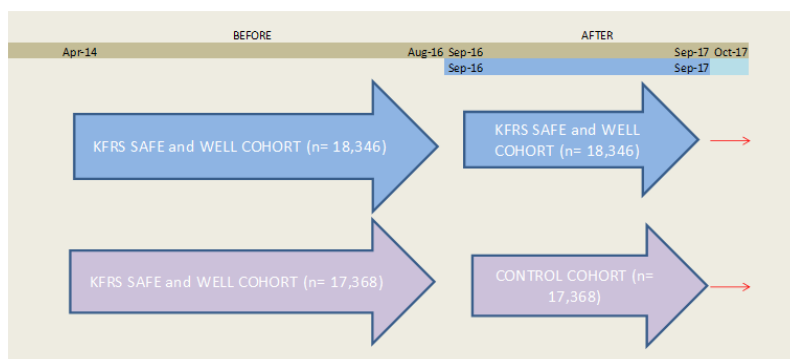 BEFORE AFTER
Apr-14 Aug-16 Sep-16 Sep-17 Oct-17
Sep-16 Sep-17
KFRS SAFE and WELL COHORT (n= 18,346)
KFRS SAFE and WELL
COHORT (n= 18,346)
KFRS SAFE and WELL COHORT (n= 17,368)
CONTROL COHORT (n=
17,368)